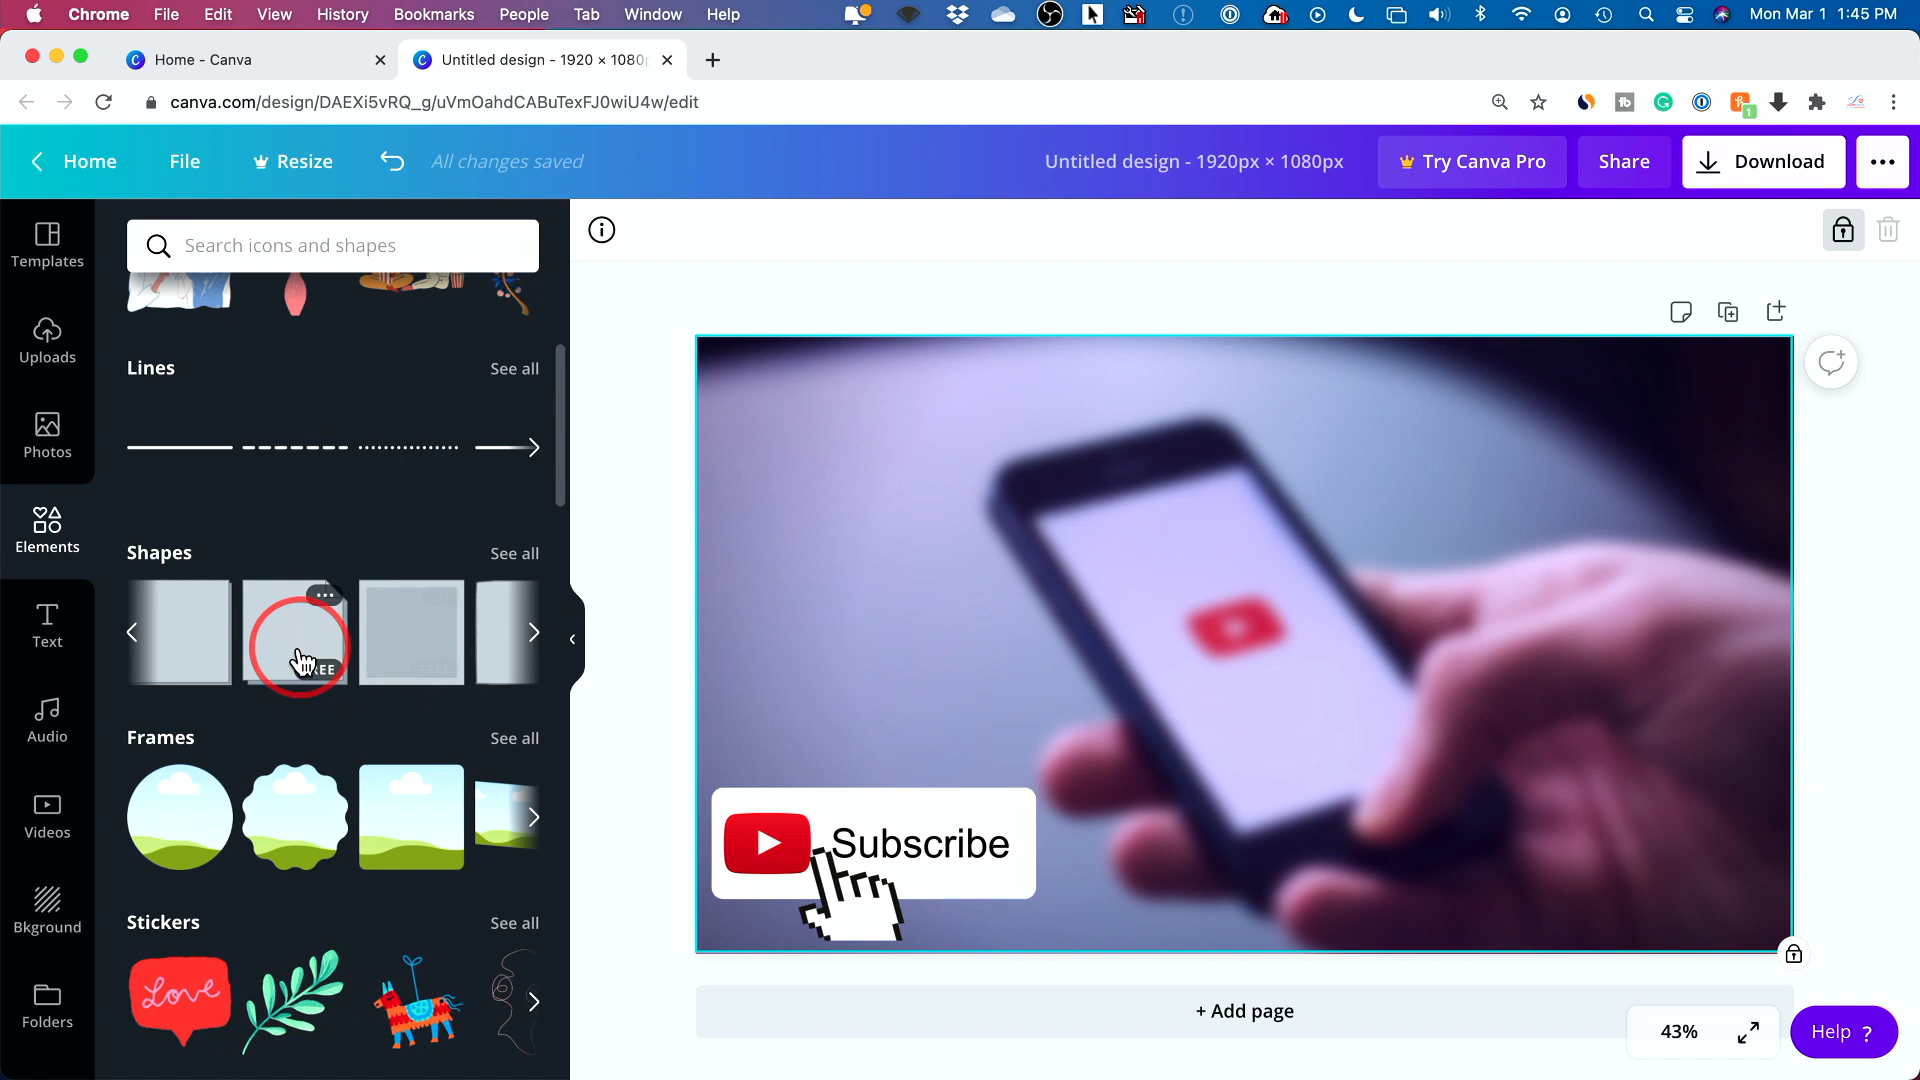 Chrome File Edit View History Bookmarks People Tab Window Help Mon Mar 1 1:45 PM
Home - Canva Untitled design - 1920 × 1080
canva.com/design/DAEXi5vRQ_g/uVmOahdCABuTexFJ0wiU4w/edit
Home File Resize All changes saved Untitled design - 1920px × 1080px Try Canva Pro Share Download
Search icons and shapes
Templates
Uploads
Photos
Elements
Text
Audio
Videos
Bkground
Folders
Lines See all
Shapes See all
Frames See all
Stickers See all
Love
Subscribe
+ Add page
43%
Help ?